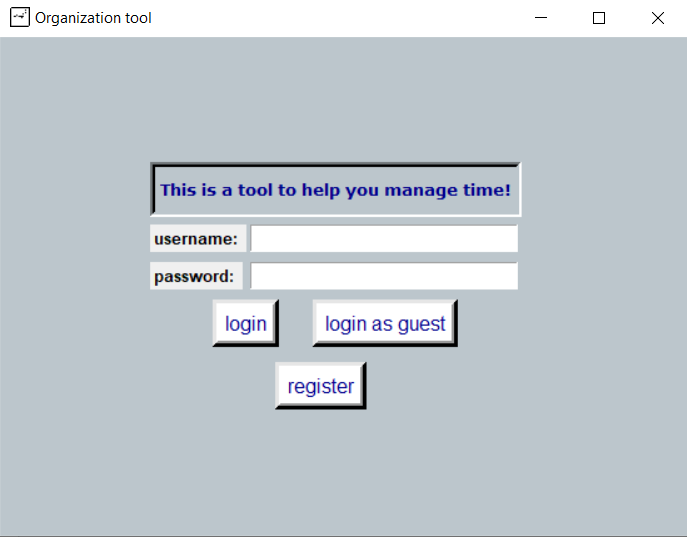 Organization tool
This is a tool to help you manage time!
username:
password:
login
login as guest
register